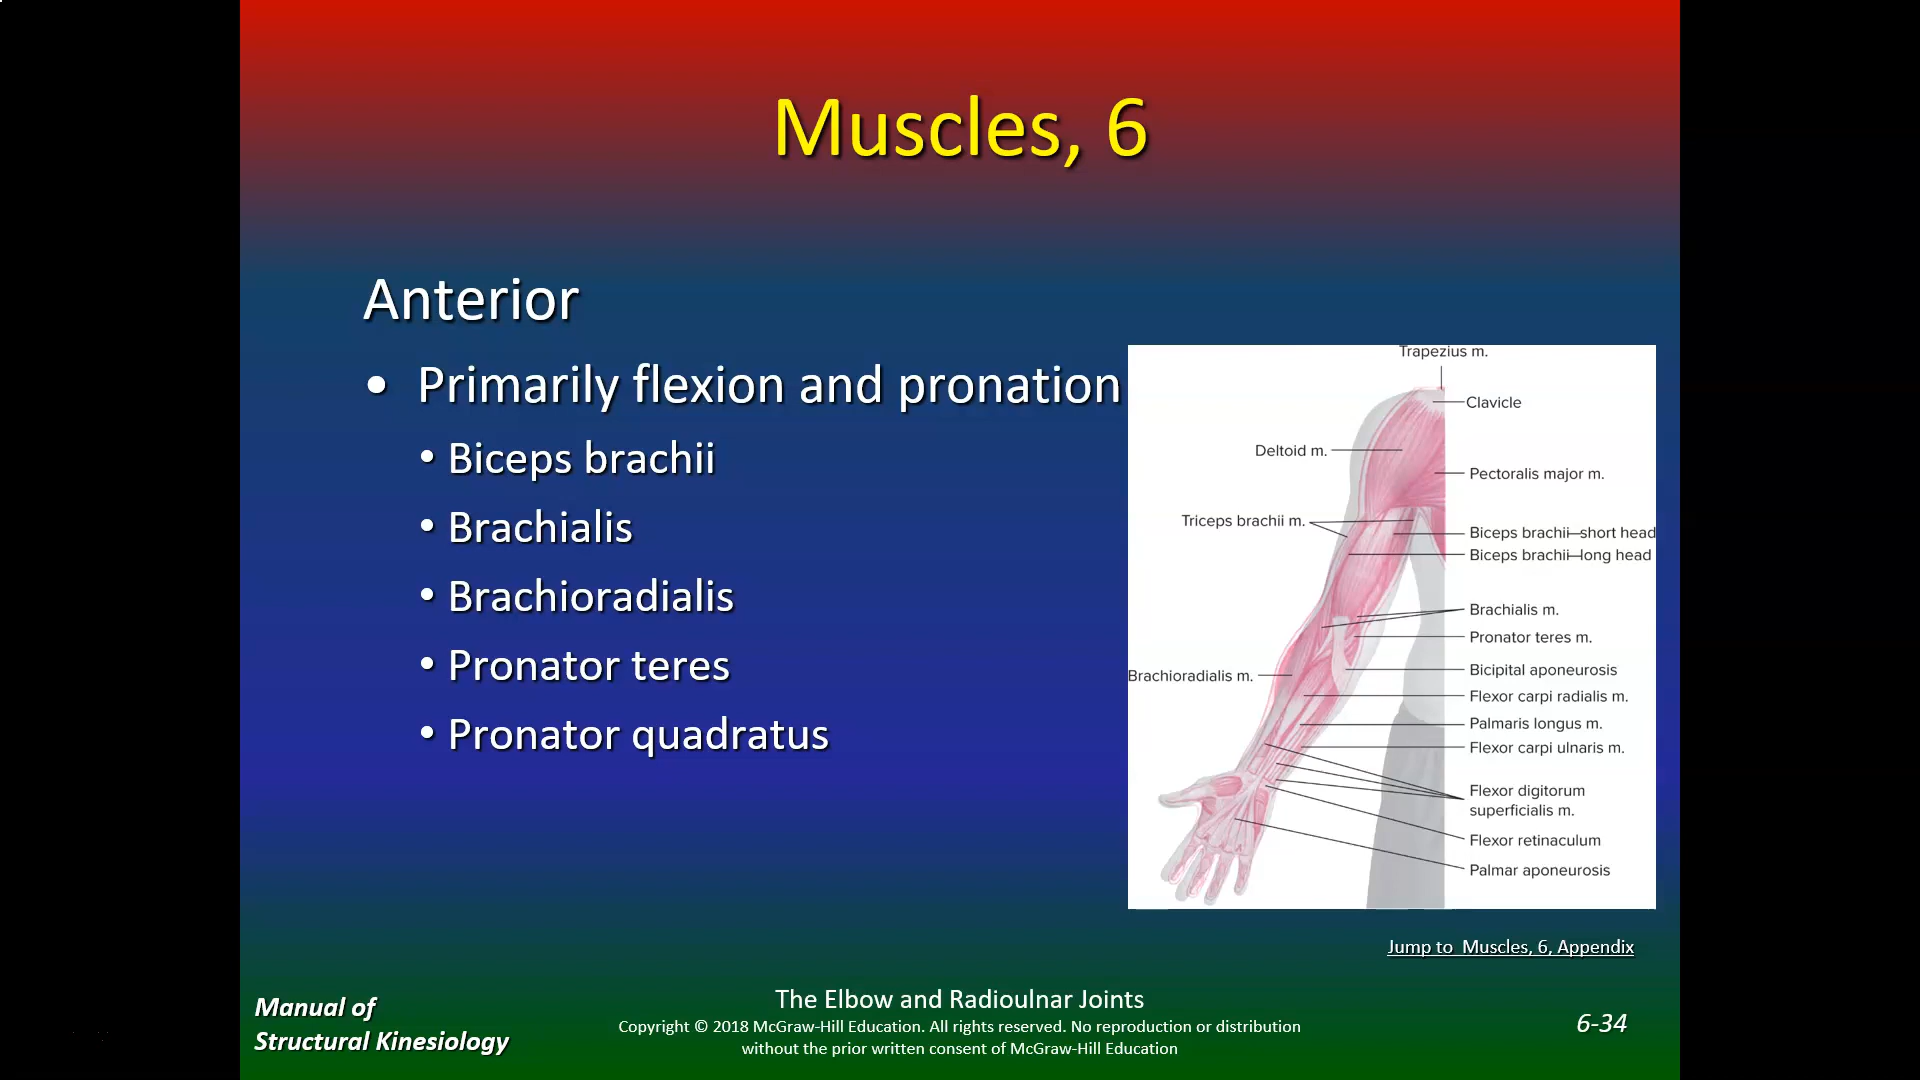 Muscles, 6
Anterior
• Primarily flexion and pronation
• Biceps brachii
• Brachialis
• Brachioradialis
• Pronator teres
• Pronator quadratus
Trapezius m.
Clavicle
Deltoid m.
Pectoralis major m.
Triceps brachii m.
Biceps brachii—short head
Biceps brachii—long head
Brachialis m.
Pronator teres m.
Bicipital aponeurosis
Brachioradialis m.
Flexor carpi radialis m.
Palmaris longus m.
Flexor carpi ulnaris m.
Flexor digitorum
superficialis m.
Flexor retinaculum
Palmar aponeurosis
Jump to Muscles, 6, Appendix
Manual of
Structural Kinesiology
The Elbow and Radioulnar Joints
Copyright © 2018 McGraw-Hill Education. All rights reserved. No reproduction or distribution
without the prior written consent of McGraw-Hill Education
6-34